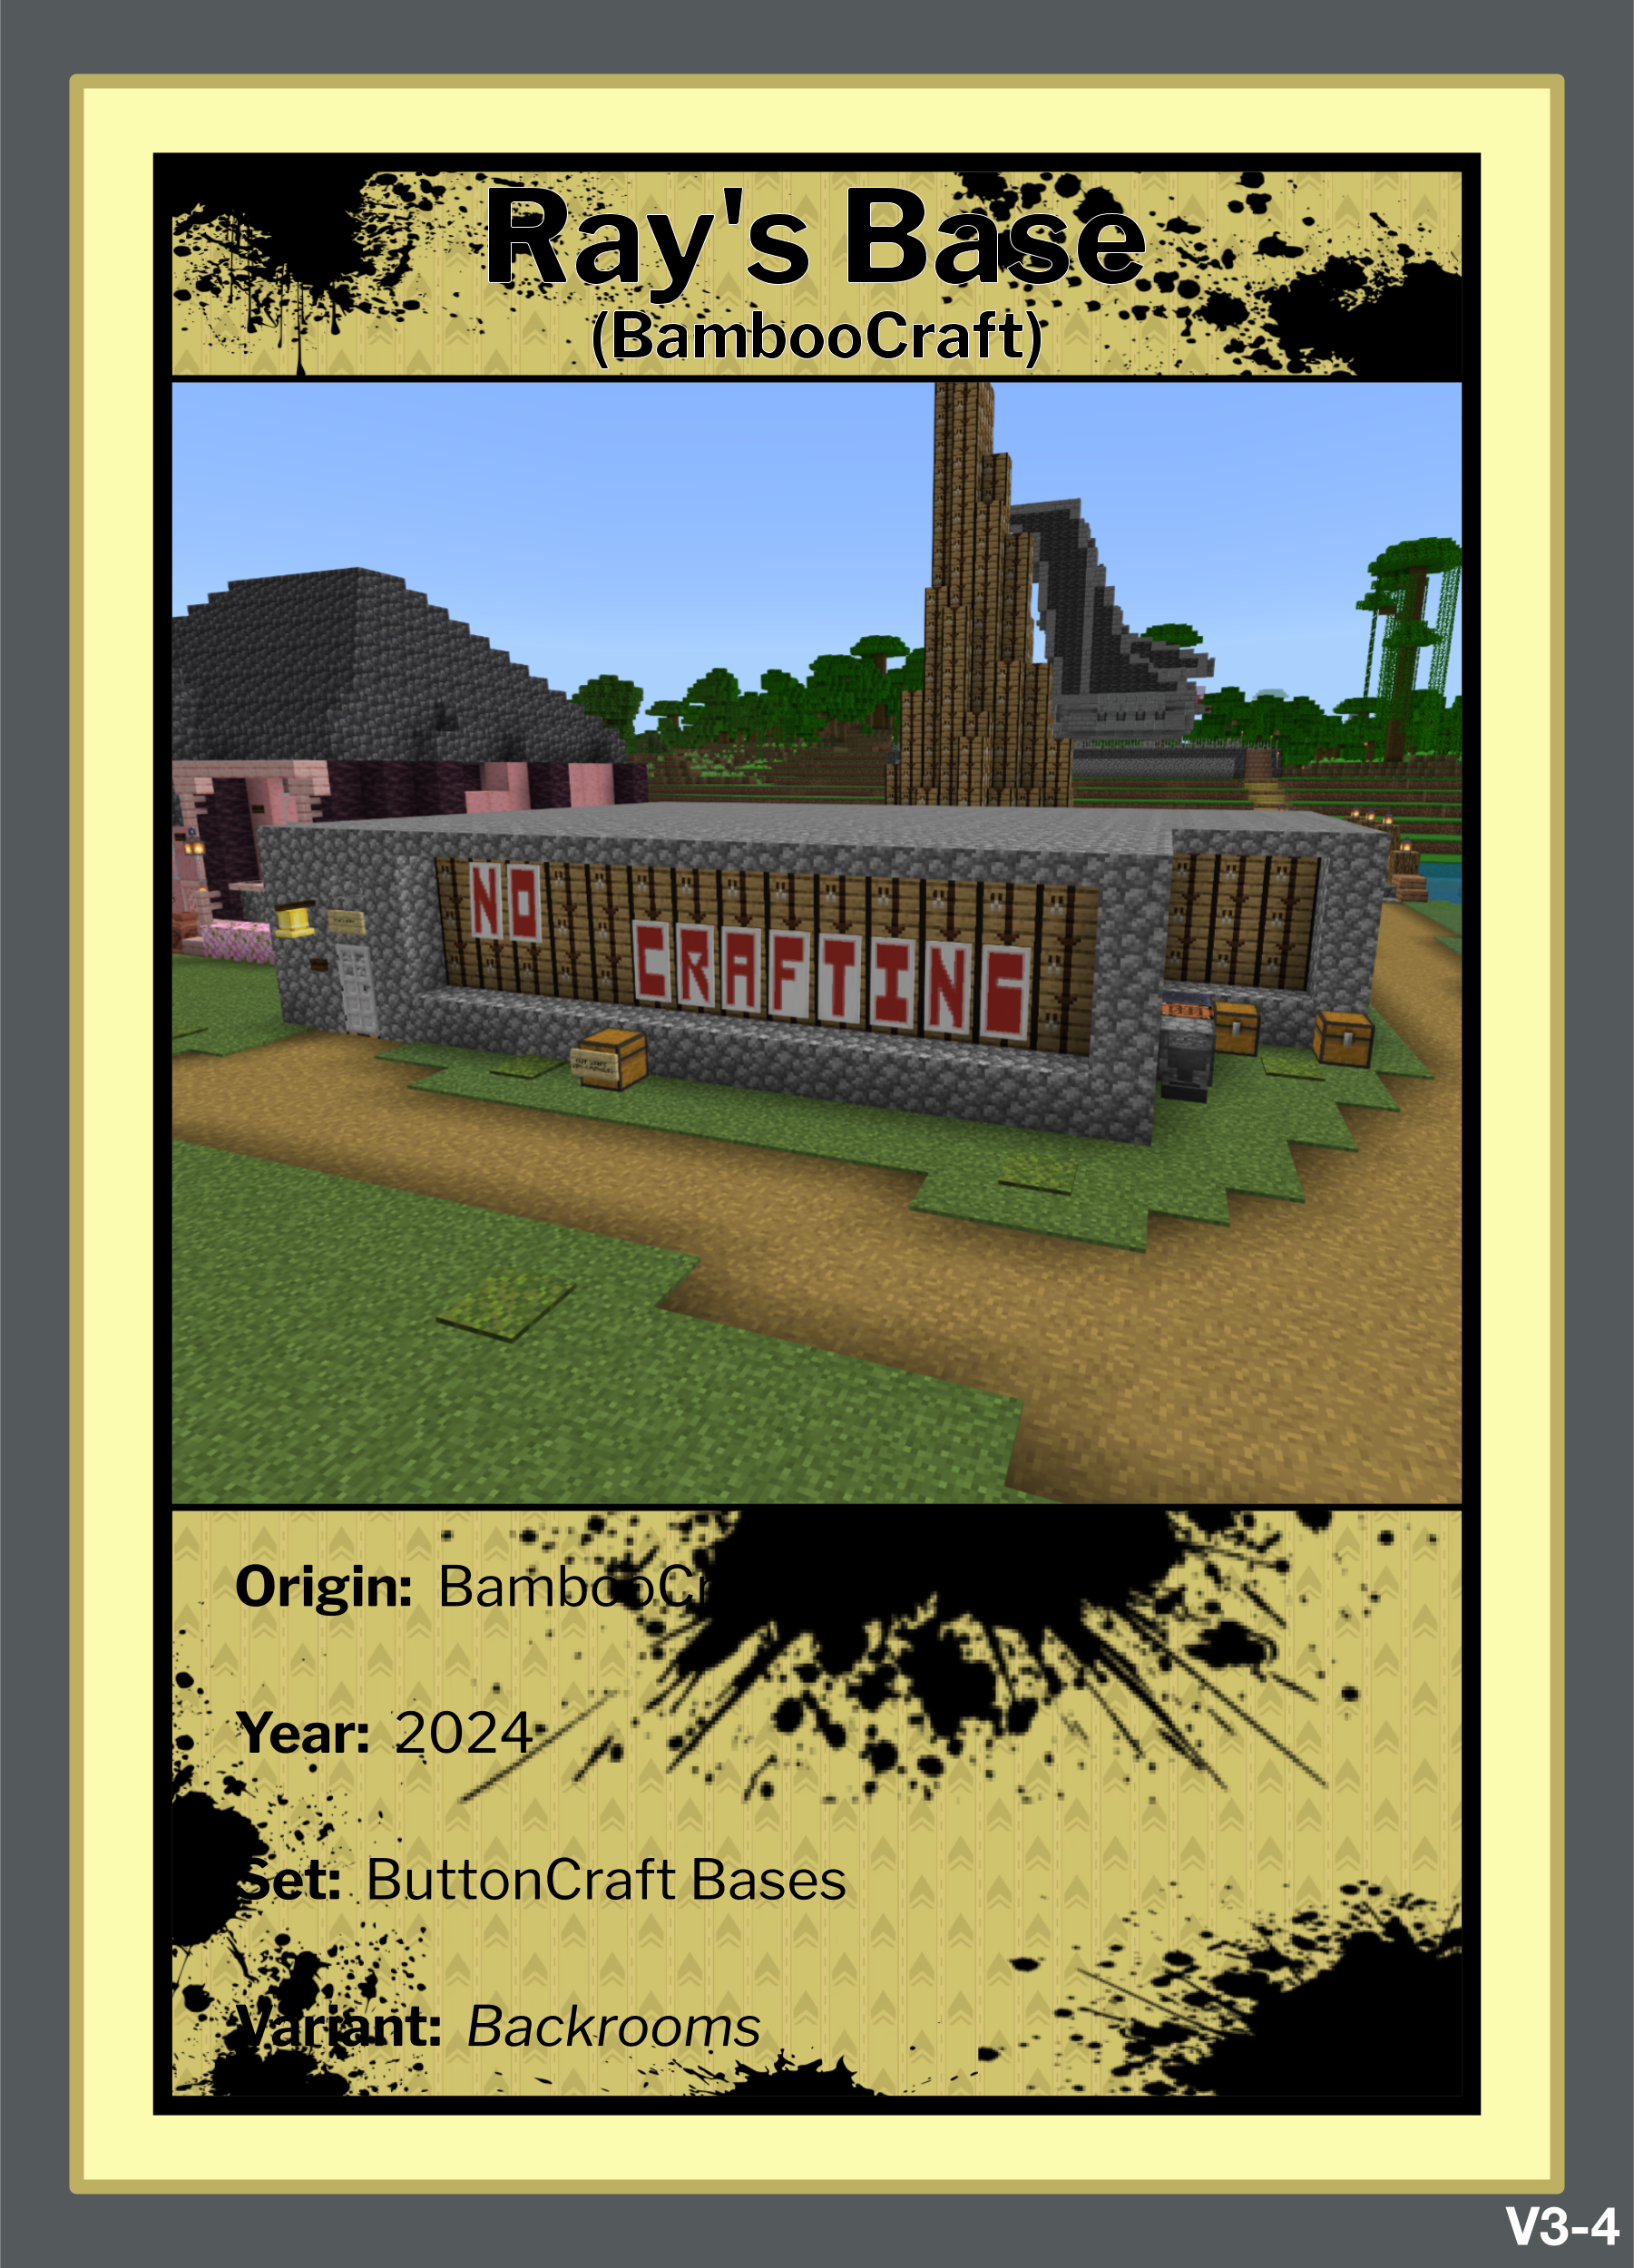 Ray's Base
(BambooCraft)
NO
CRAFTING
Origin: BambooCr
Year: 2024
Set: ButtonCraft Bases
Variant: Backrooms
V3-4